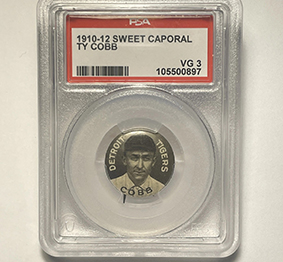 PSA
1910-12 SWEET CAPORAL
TY COBB
VG 3
105500897
DETROIT TIGERS
COBB